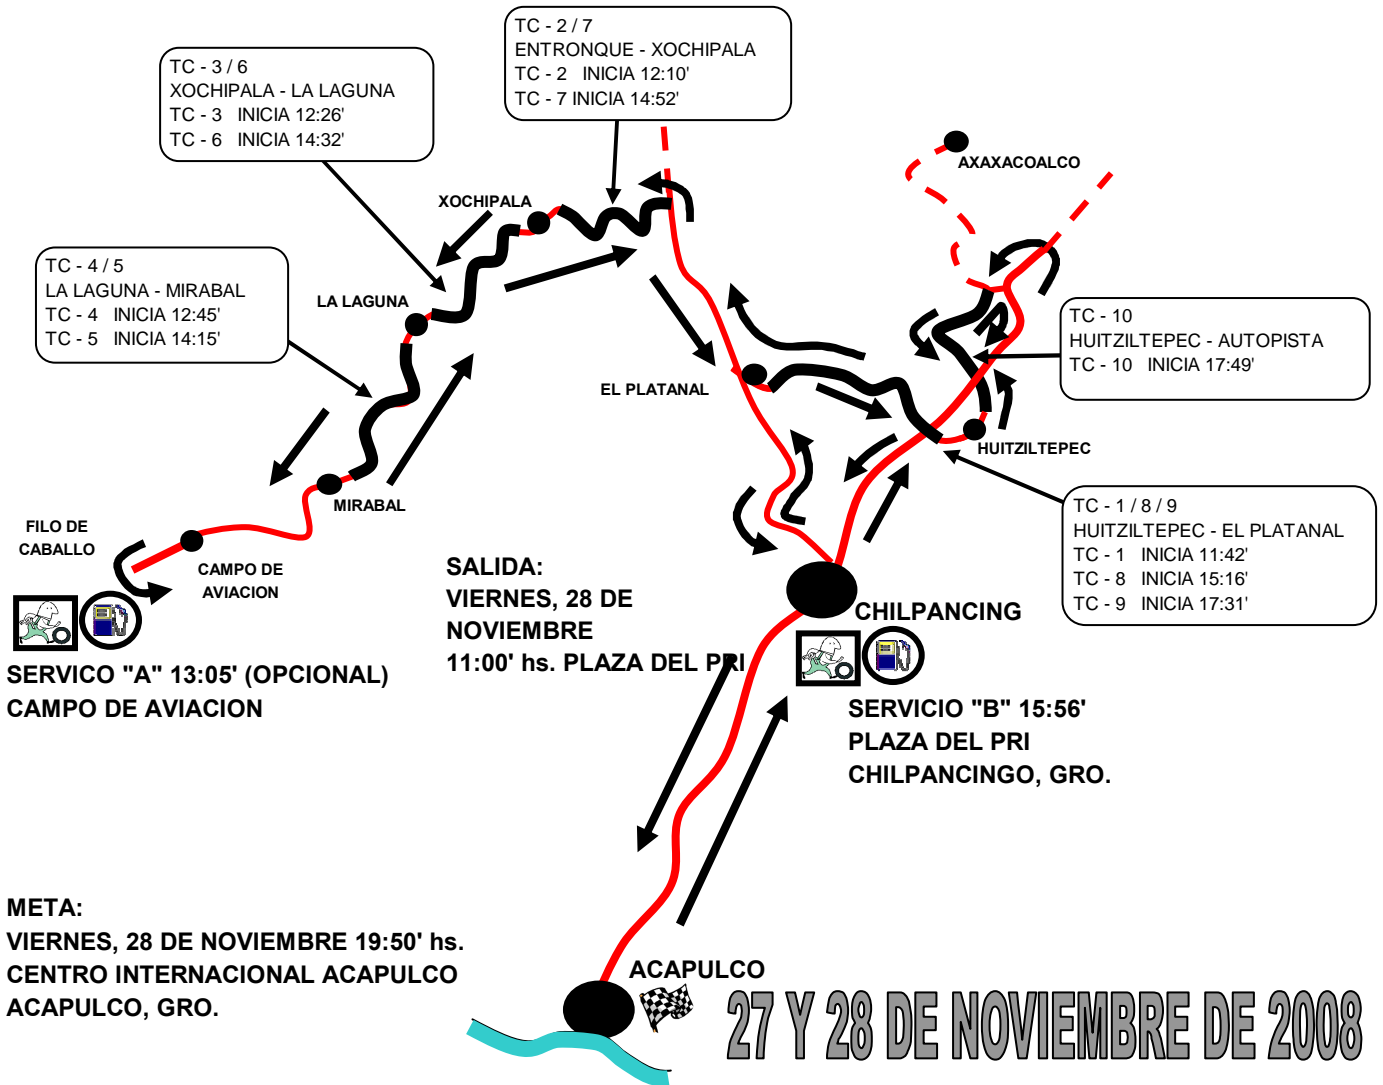 TC - 2 / 7
ENTRONQUE - XOCHIPALA
TC - 2   INICIA 12:10'
TC - 7 INICIA 14:52'
TC - 3 / 6
XOCHIPALA - LA LAGUNA
TC - 3   INICIA 12:26'
TC - 6   INICIA 14:32'
AXAXACOALCO
XOCHIPALA
TC - 4 / 5
LA LAGUNA - MIRABAL
TC - 4   INICIA 12:45'
TC - 5   INICIA 14:15'
LA LAGUNA
TC - 10
HUITZILTEPEC - AUTOPISTA
TC - 10   INICIA 17:49'
EL PLATANAL
HUITZILTEPEC
MIRABAL
TC - 1 / 8 / 9
HUITZILTEPEC - EL PLATANAL
TC - 1   INICIA 11:42'
TC - 8   INICIA 15:16'
TC - 9   INICIA 17:31'
FILO DE
CABALLO
CAMPO DE
AVIACION
SALIDA:
VIERNES, 28 DE
NOVIEMBRE
11:00' hs. PLAZA DEL PRI
CHILPANCING
SERVICO "A" 13:05' (OPCIONAL)
CAMPO DE AVIACION
SERVICIO "B" 15:56'
PLAZA DEL PRI
CHILPANCINGO, GRO.
META:
VIERNES, 28 DE NOVIEMBRE 19:50' hs.
CENTRO INTERNACIONAL ACAPULCO
ACAPULCO, GRO.
ACAPULCO
27 Y 28 DE NOVIEMBRE DE 2008